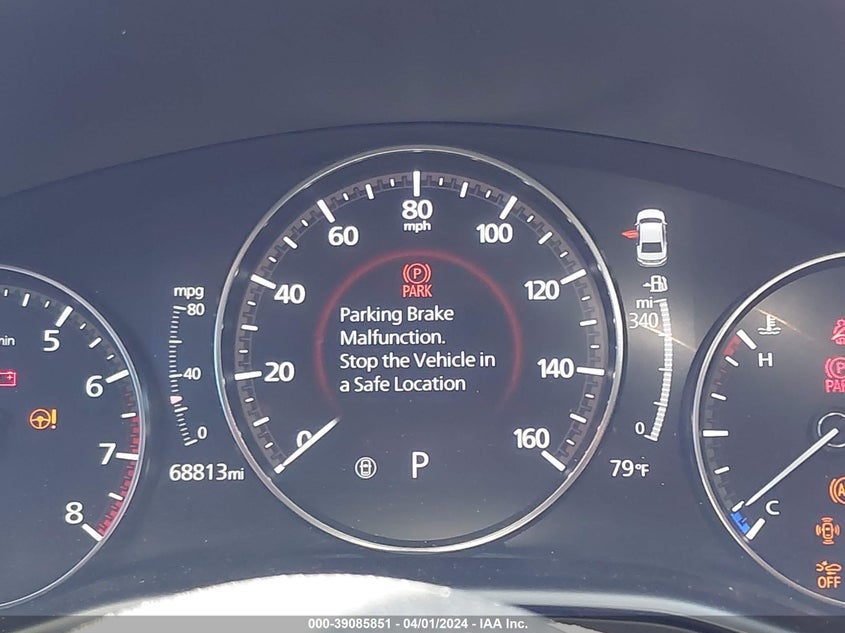 80
mph
60
100
mpg
80
40
PARK
120
mi
340
Parking Brake
Malfunction.
Stop the Vehicle in
a Safe Location
5
6
7
8
40
20
140
H
0
0
160
0
68813mi
P
79°F
C
OFF
000-39085851 - 04/01/2024 - IAA Inc.